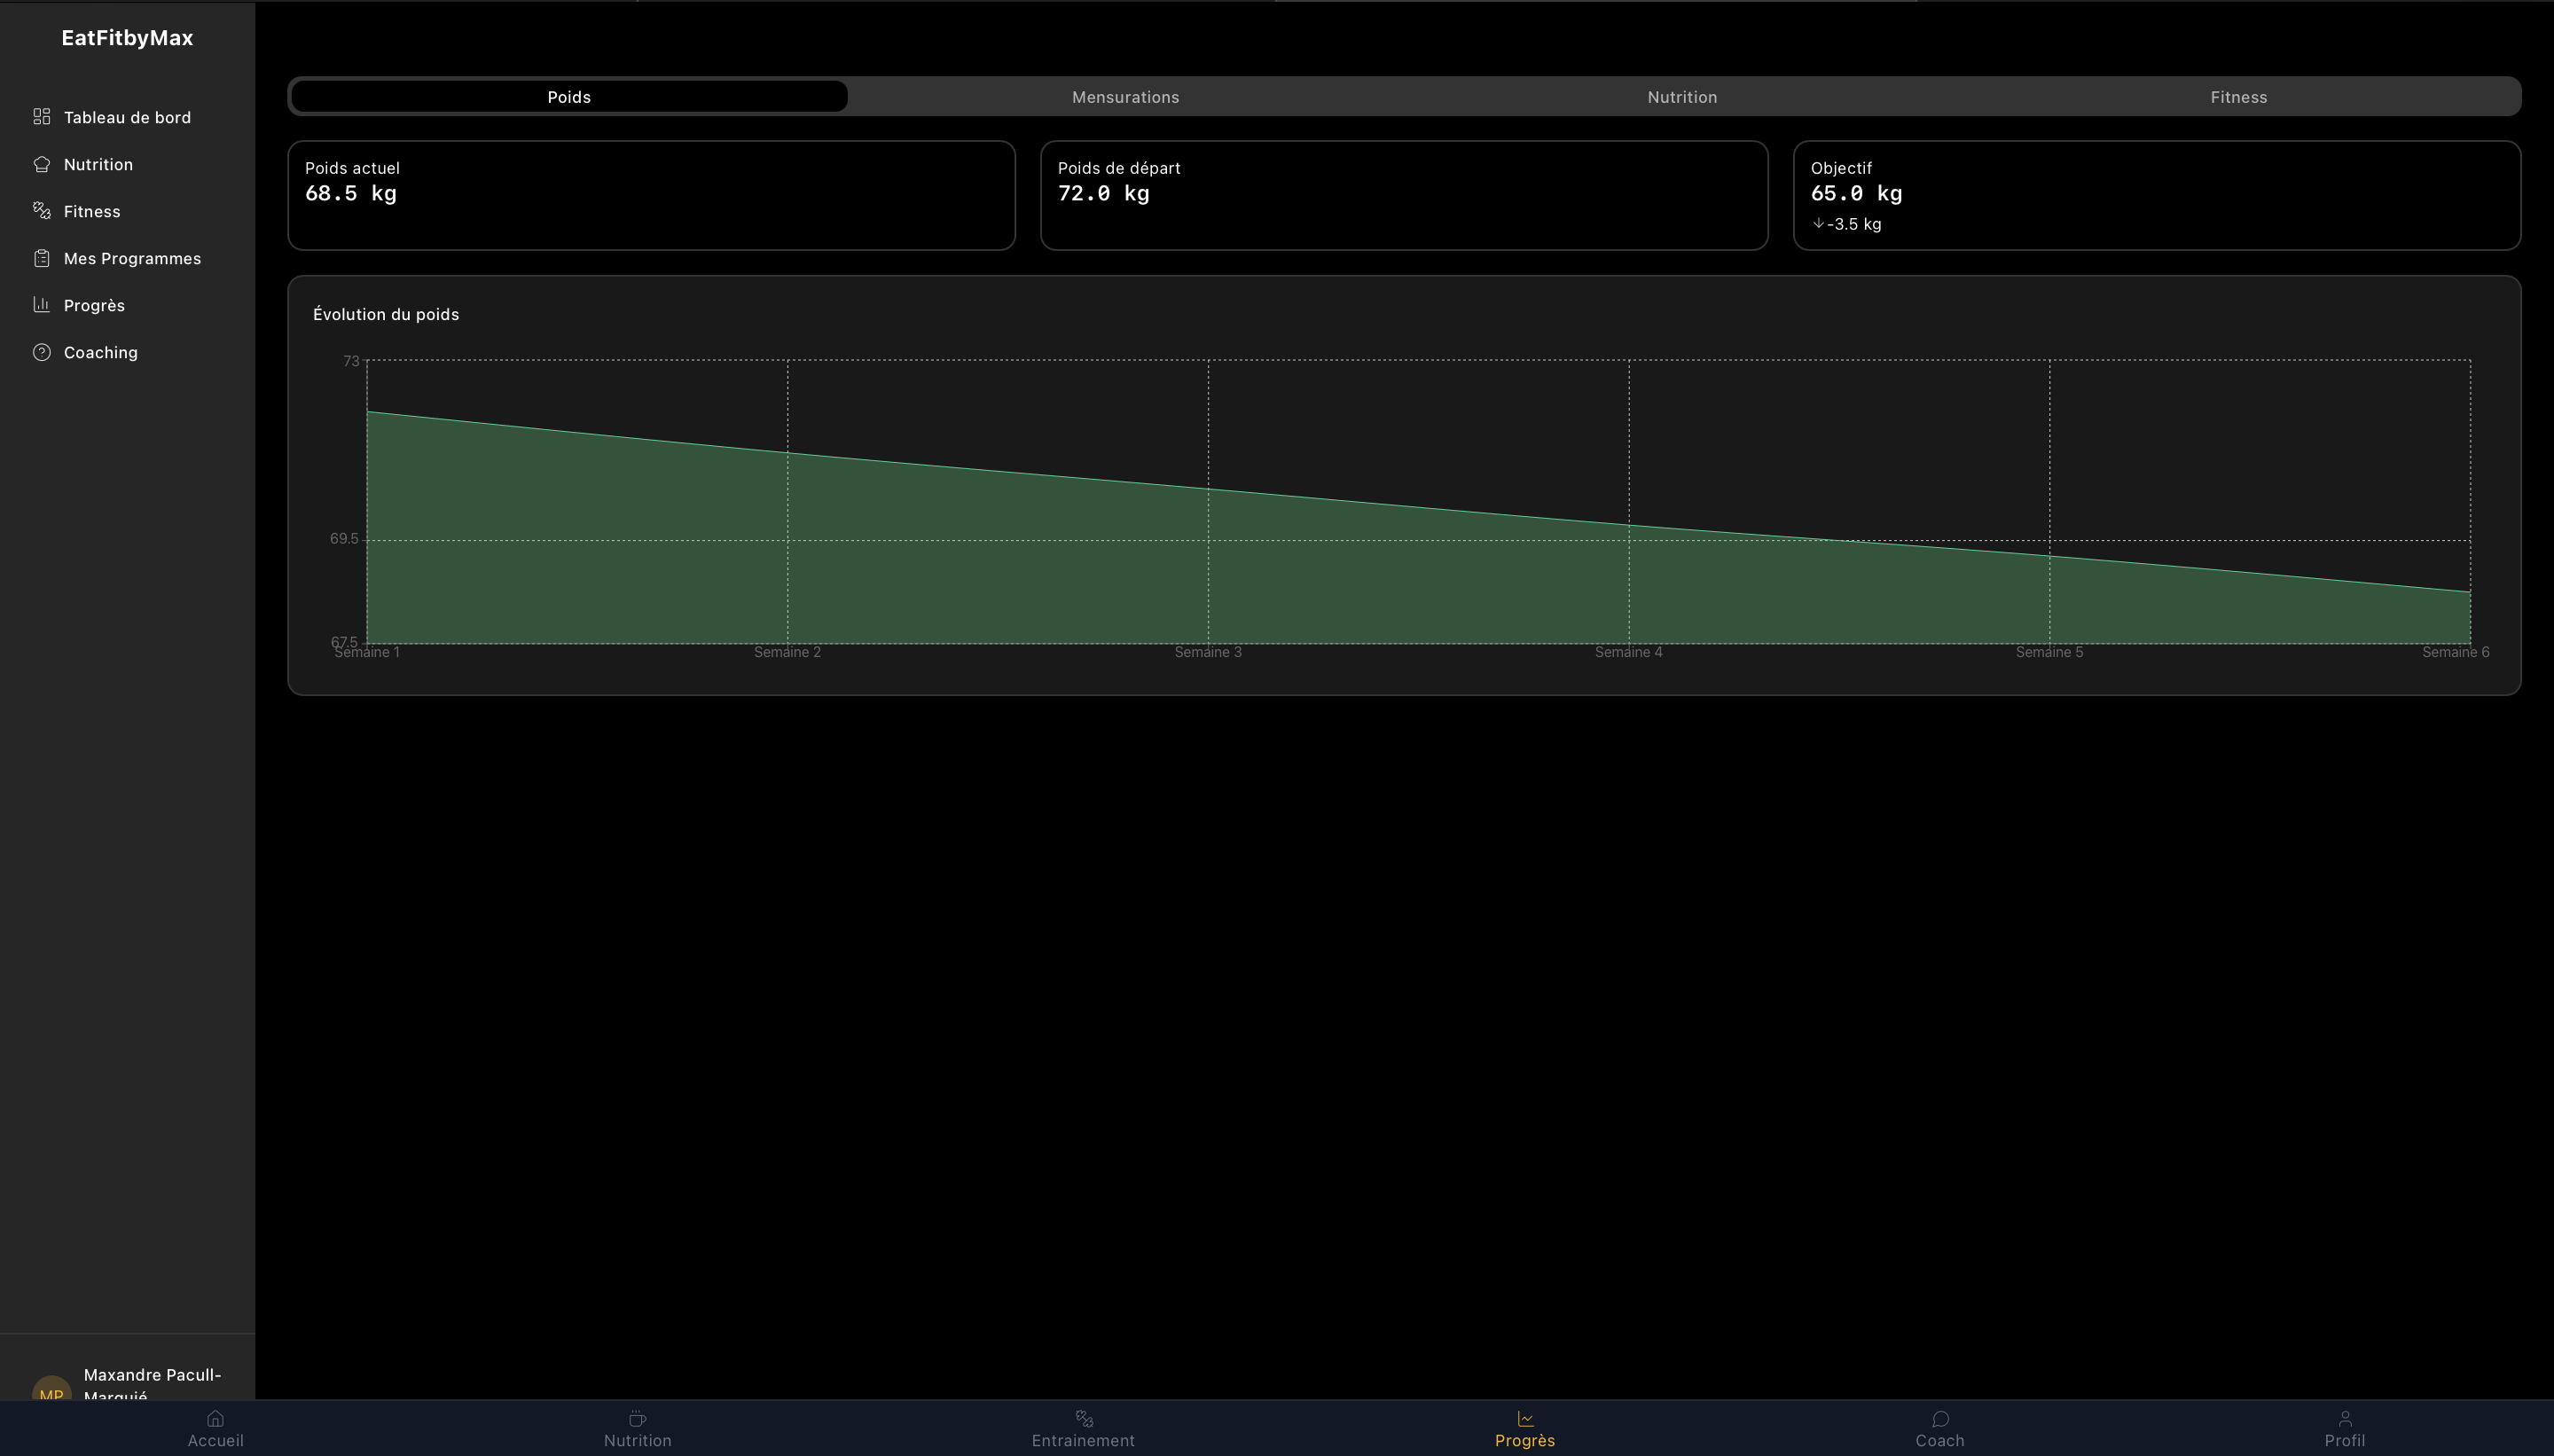 EatFitbyMax
Tableau de bord
Nutrition
Fitness
Mes Programmes
Progrès
Coaching
Maxandre Pacull-
Marquié
MP
Poids
Mensurations
Nutrition
Fitness
Poids actuel
68.5 kg
Poids de départ
72.0 kg
Objectif
65.0 kg
↓-3.5 kg
Évolution du poids
73
69.5
67.5
Semaine 1
Semaine 2
Semaine 3
Semaine 4
Semaine 5
Semaine 6
Accueil
Nutrition
Entrainement
Progrès
Coach
Profil